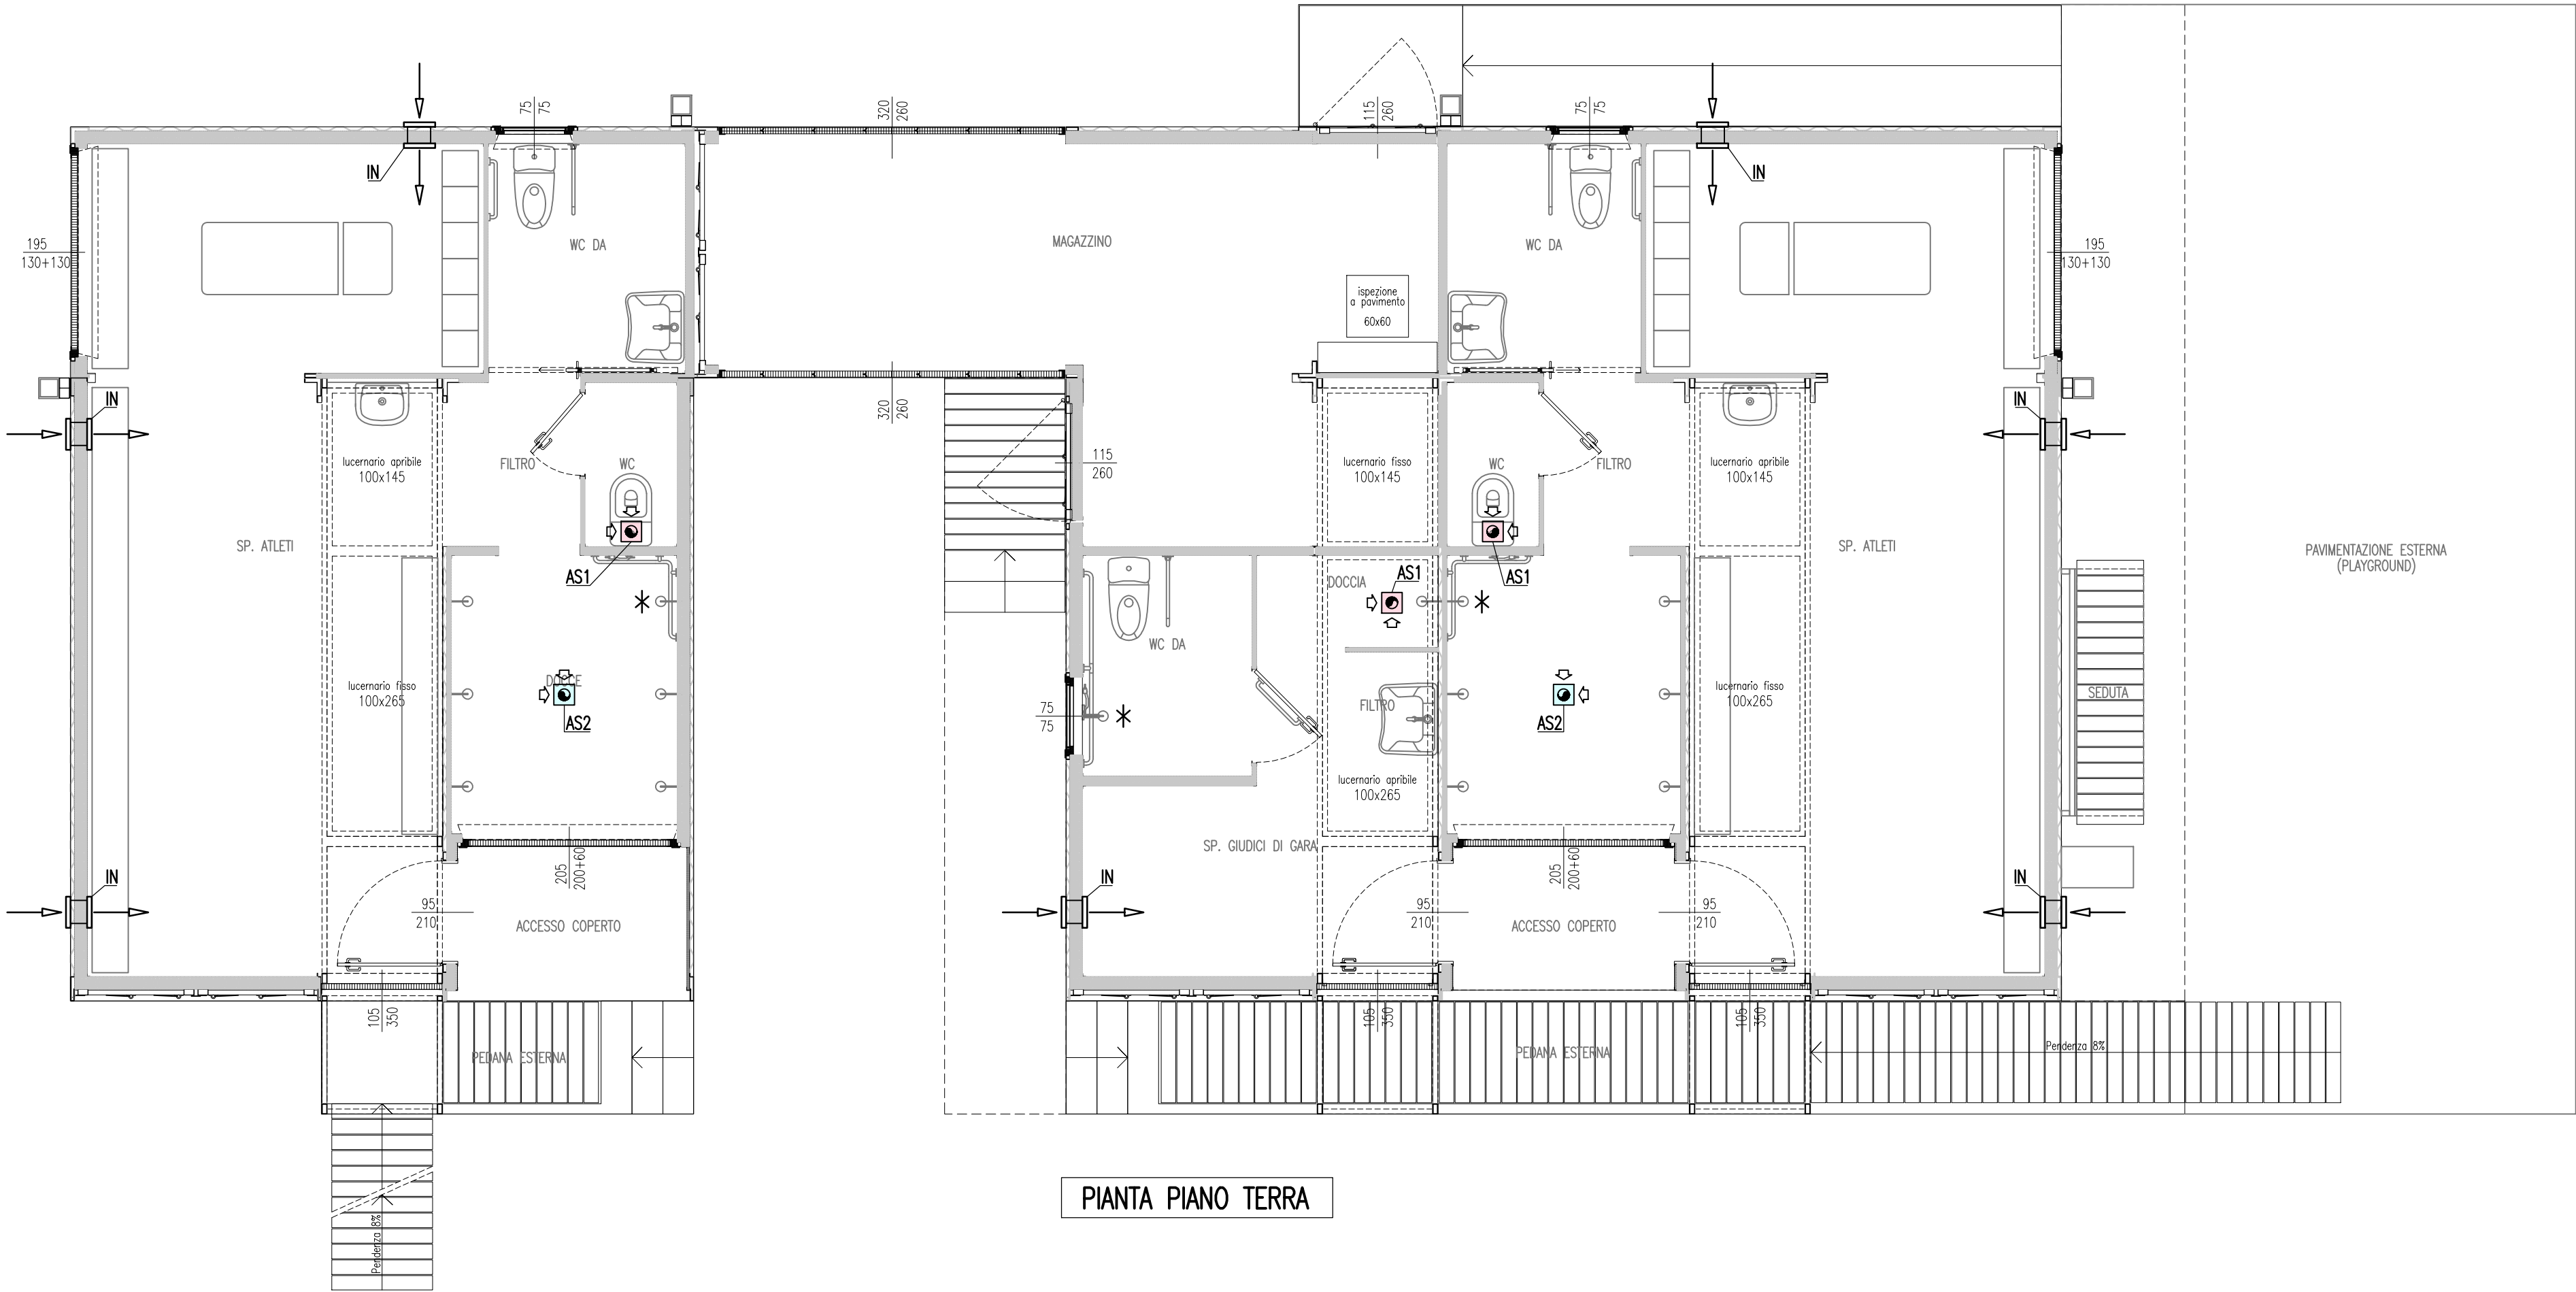 75
75
320
260
115
260
75
75
IN
IN
WC DA
MAGAZZINO
WC DA
195
130+130
195
130+130
ispezione
a pavimento
60x60
IN
320
260
IN
lucernario apribile
100x145
FILTRO
WC
115
260
lucernario fisso
100x145
WC
FILTRO
lucernario apribile
100x145
SP. ATLETI
SP. ATLETI
PAVIMENTAZIONE ESTERNA
(PLAYGROUND)
AS1
DOCCIA
AS1
AS1
*
*
WC DA
lucernario fisso
100x265
DOCCE
AS2
75
75
*
FILTRO
AS2
lucernario fisso
100x265
SEDUTA
lucernario apribile
100x265
SP. GIUDICI DI GARA
205
200+60
205
200+60
IN
IN
IN
95
210
95
210
95
210
ACCESSO COPERTO
ACCESSO COPERTO
105
350
105
350
105
350
PEDANA ESTERNA
PEDANA ESTERNA
Pendenza 8%
PIANTA PIANO TERRA
Pendenza 8%